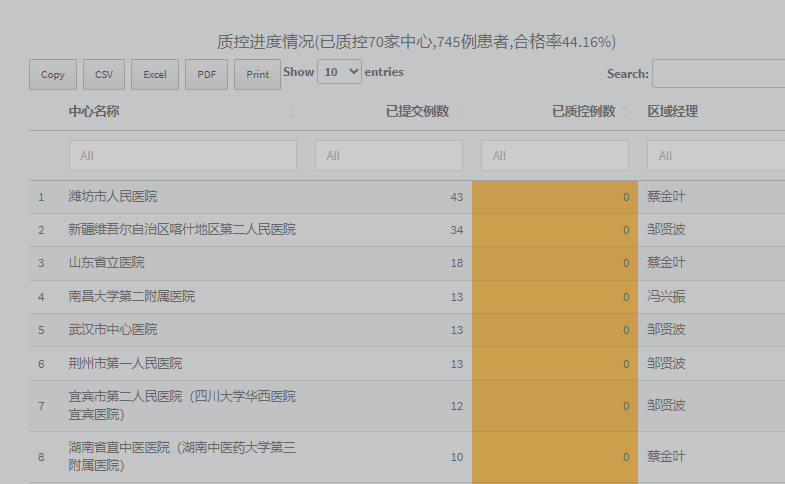 质控进度情况(已质控70家中心,745例患者,合格率44.16%)
Copy CSV Excel PDF Print Show 10 entries Search:
中心名称 已提交例数 已质控例数 区域经理
All All All All
1 潍坊市人民医院 43 0 蔡金叶
2 新疆维吾尔自治区喀什地区第二人民医院 34 0 邹贤波
3 山东省立医院 18 0 蔡金叶
4 南昌大学第二附属医院 13 0 冯兴振
5 武汉市中心医院 13 0 邹贤波
6 荆州市第一人民医院 13 0 邹贤波
7 宜宾市第二人民医院（四川大学华西医院 12 0 邹贤波
宜宾医院）
8 湖南省直中医医院（湖南中医药大学第三 10 0 蔡金叶
附属医院）